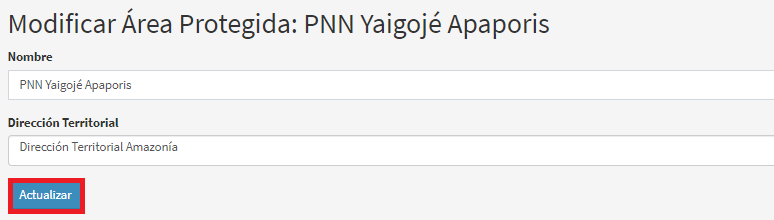 Modificar Área Protegida: PNN Yaigojé Apaporis
Nombre
PNN Yaigojé Apaporis
Dirección Territorial
Dirección Territorial Amazonía
Actualizar